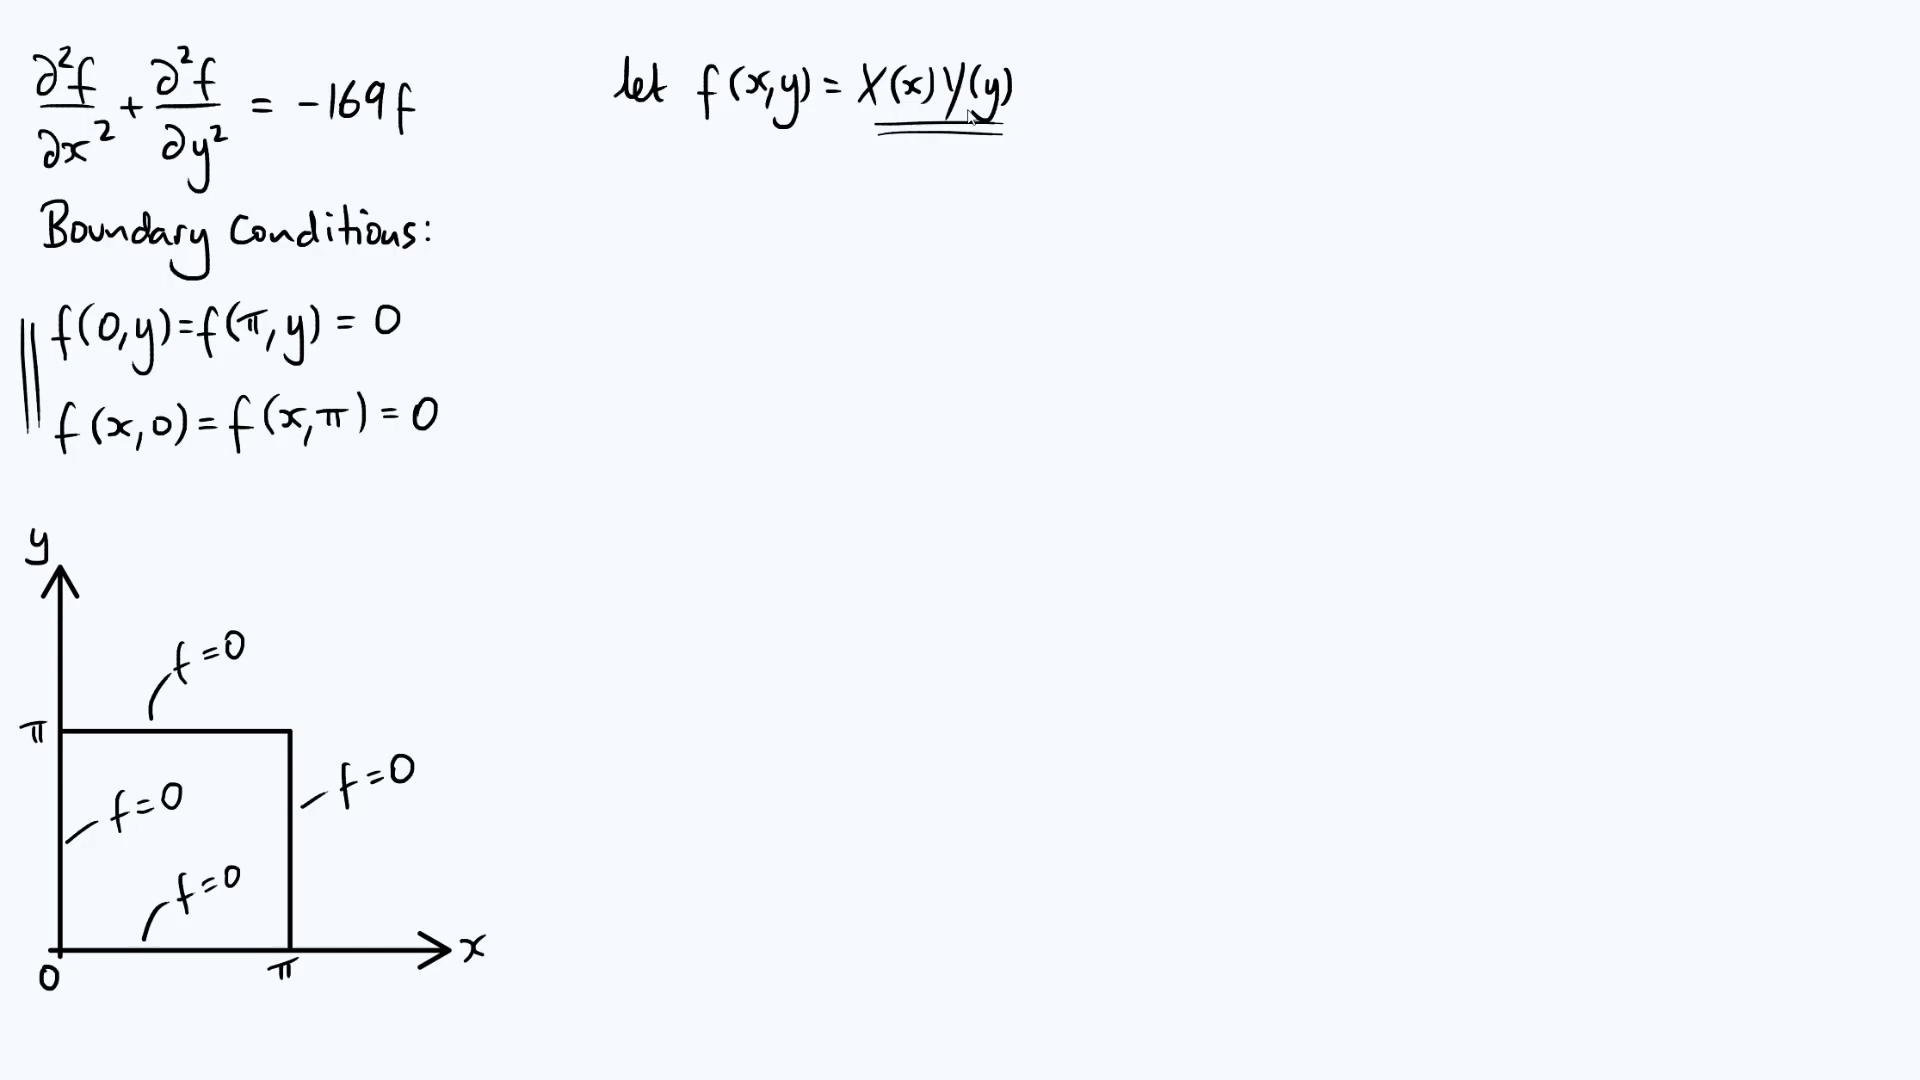 ∂²f/∂x² + ∂²f/∂y² = -169f
let f(x,y) = X(x)Y(y)
Boundary Conditions:
f(0,y)=f(π,y) = 0
f(x,0)=f(x,π)=0
y
f=0
π
f=0
f=0
f=0
x
0
π